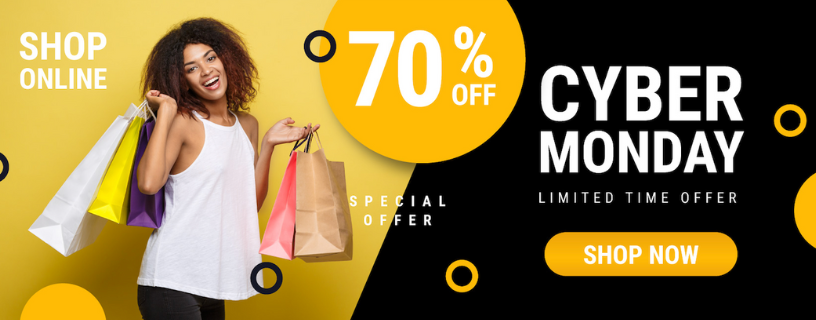 SHOP
ONLINE
70%
OFF
SPECIAL
OFFER
CYBER
MONDAY
LIMITED TIME OFFER
SHOP NOW